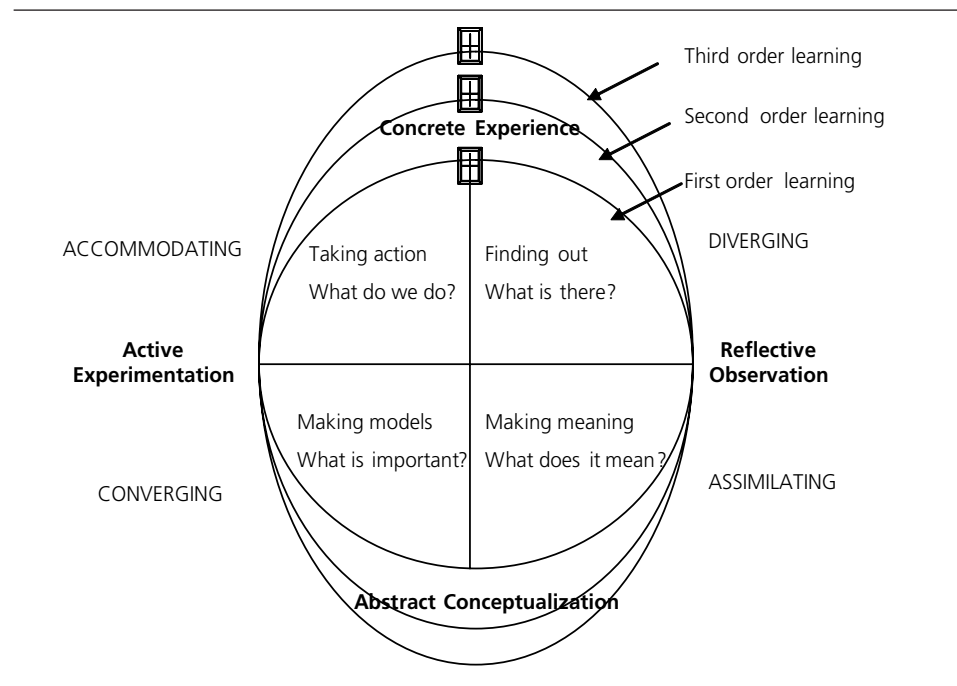 Third order learning
Second order learning
Concrete Experience
First order learning
ACCOMMODATING
DIVERGING
Taking action
What do we do?
Finding out
What is there?
Active
Experimentation
Reflective
Observation
Making models
What is important?
Making meaning
What does it mean?
CONVERGING
ASSIMILATING
Abstract Conceptualization